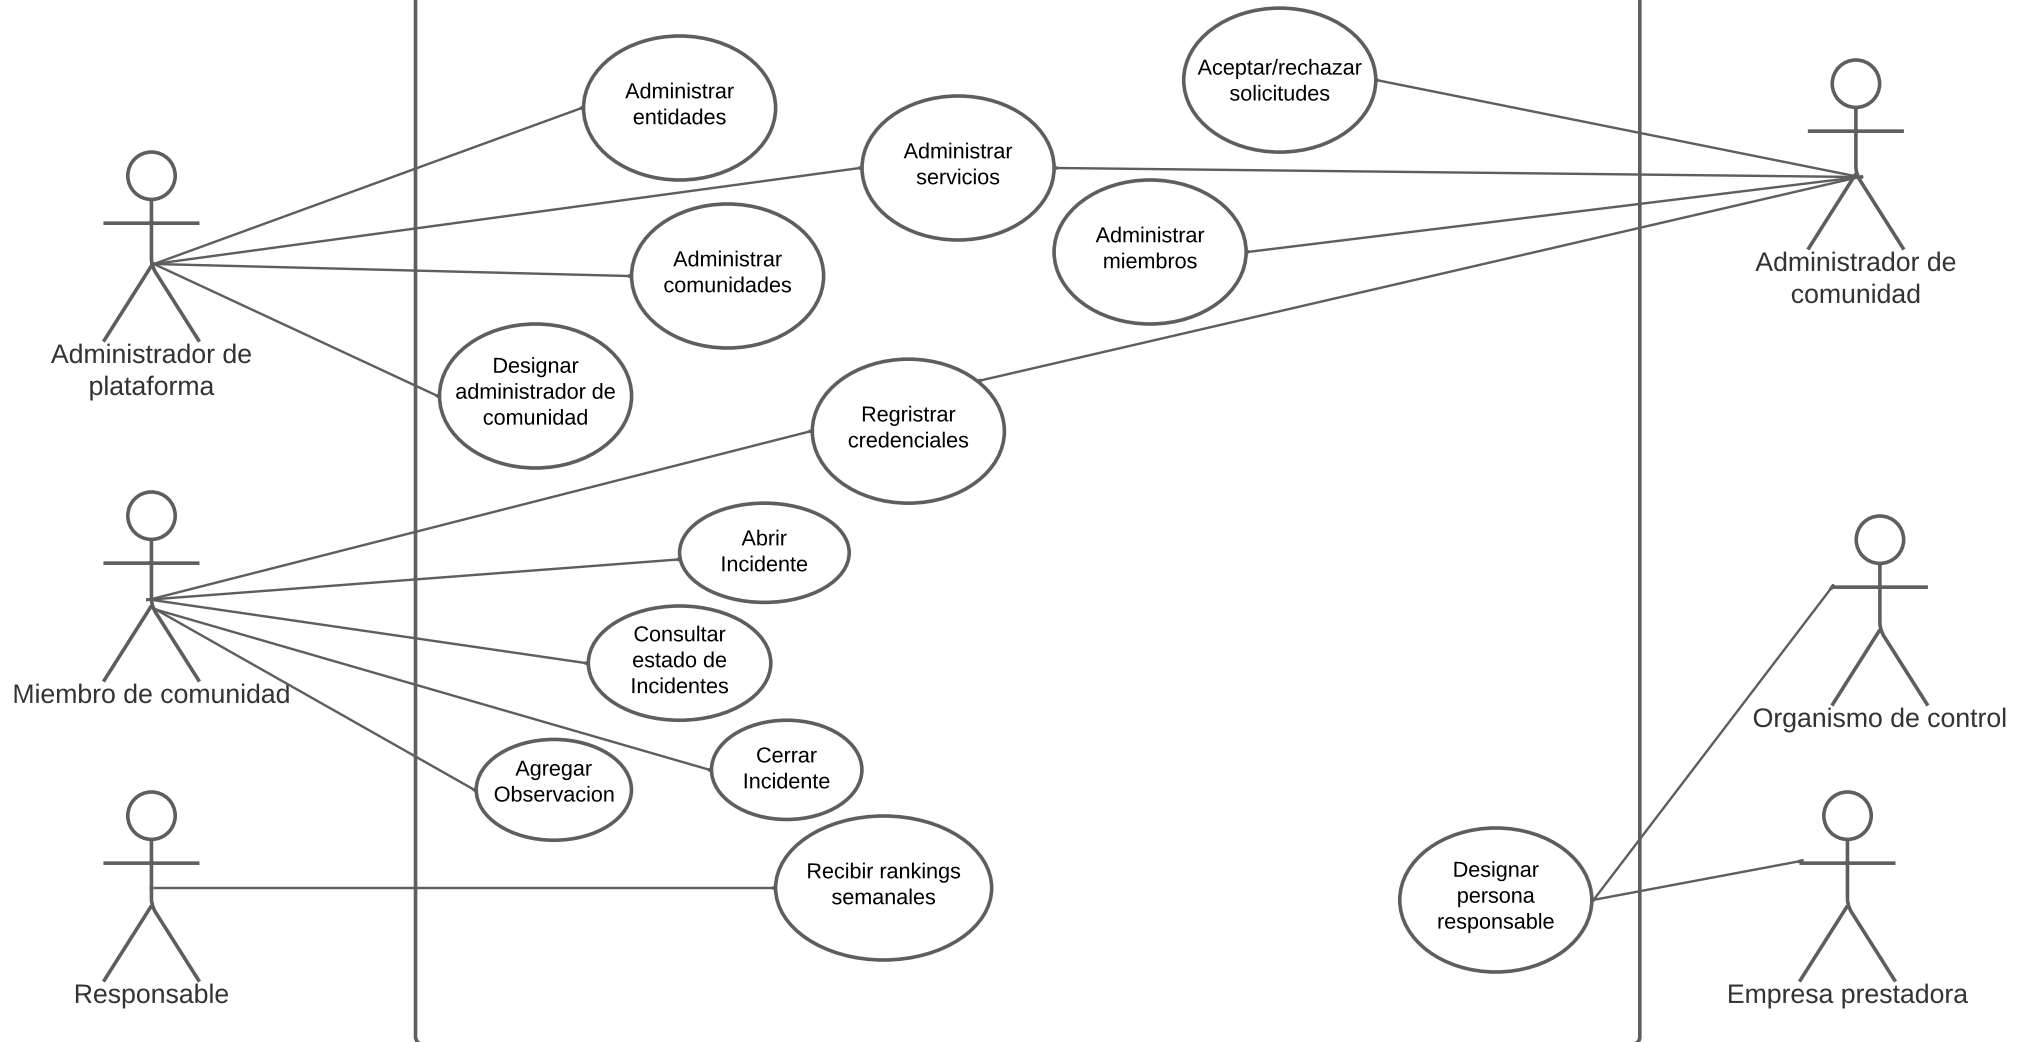 Aceptar/rechazar
solicitudes
Administrar
entidades
Administrar
servicios
Administrar
miembros
Administrador de
comunidad
Administrar
comunidades
Administrador de
plataforma
Designar
administrador de
comunidad
Regristrar
credenciales
Abrir
Incidente
Consultar
estado de
Incidentes
Miembro de comunidad
Organismo de control
Cerrar
Incidente
Agregar
Observacion
Recibir rankings
semanales
Designar
persona
responsable
Responsable
Empresa prestadora